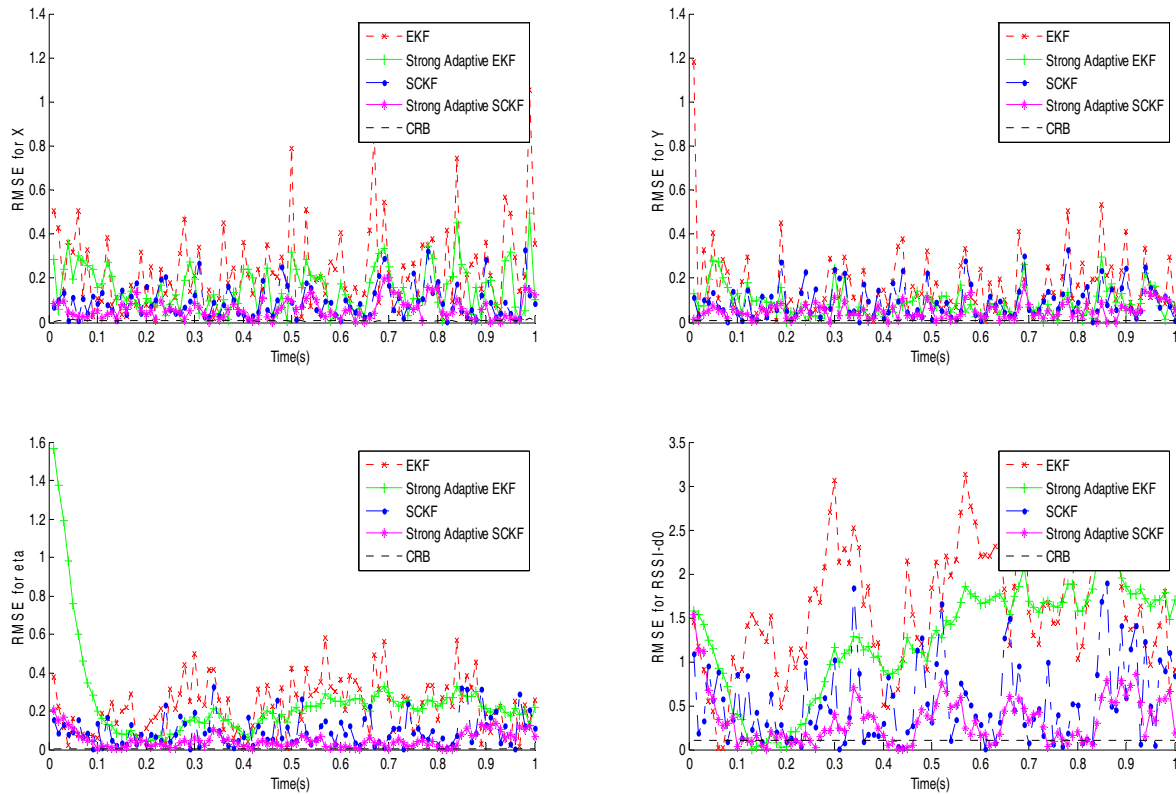 1.4
1.2
1
0.8
0.6
0.4
0.2
0
RMSE for X
EKF
Strong Adaptive EKF
SCKF
Strong Adaptive SCKF
CRB
0 0.1 0.2 0.3 0.4 0.5 0.6 0.7 0.8 0.9 1
Time(s)
1.4
1.2
1
0.8
0.6
0.4
0.2
0
RMSE for Y
EKF
Strong Adaptive EKF
SCKF
Strong Adaptive SCKF
CRB
0 0.1 0.2 0.3 0.4 0.5 0.6 0.7 0.8 0.9 1
Time(s)
1.6
1.4
1.2
1
0.8
0.6
0.4
0.2
0
RMSE for eta
EKF
Strong Adaptive EKF
SCKF
Strong Adaptive SCKF
CRB
0 0.1 0.2 0.3 0.4 0.5 0.6 0.7 0.8 0.9 1
Time(s)
3.5
3
2.5
2
1.5
1
0.5
0
RMSE for RSSI-d0
EKF
Strong Adaptive EKF
SCKF
Strong Adaptive SCKF
CRB
0 0.1 0.2 0.3 0.4 0.5 0.6 0.7 0.8 0.9 1
Time(s)